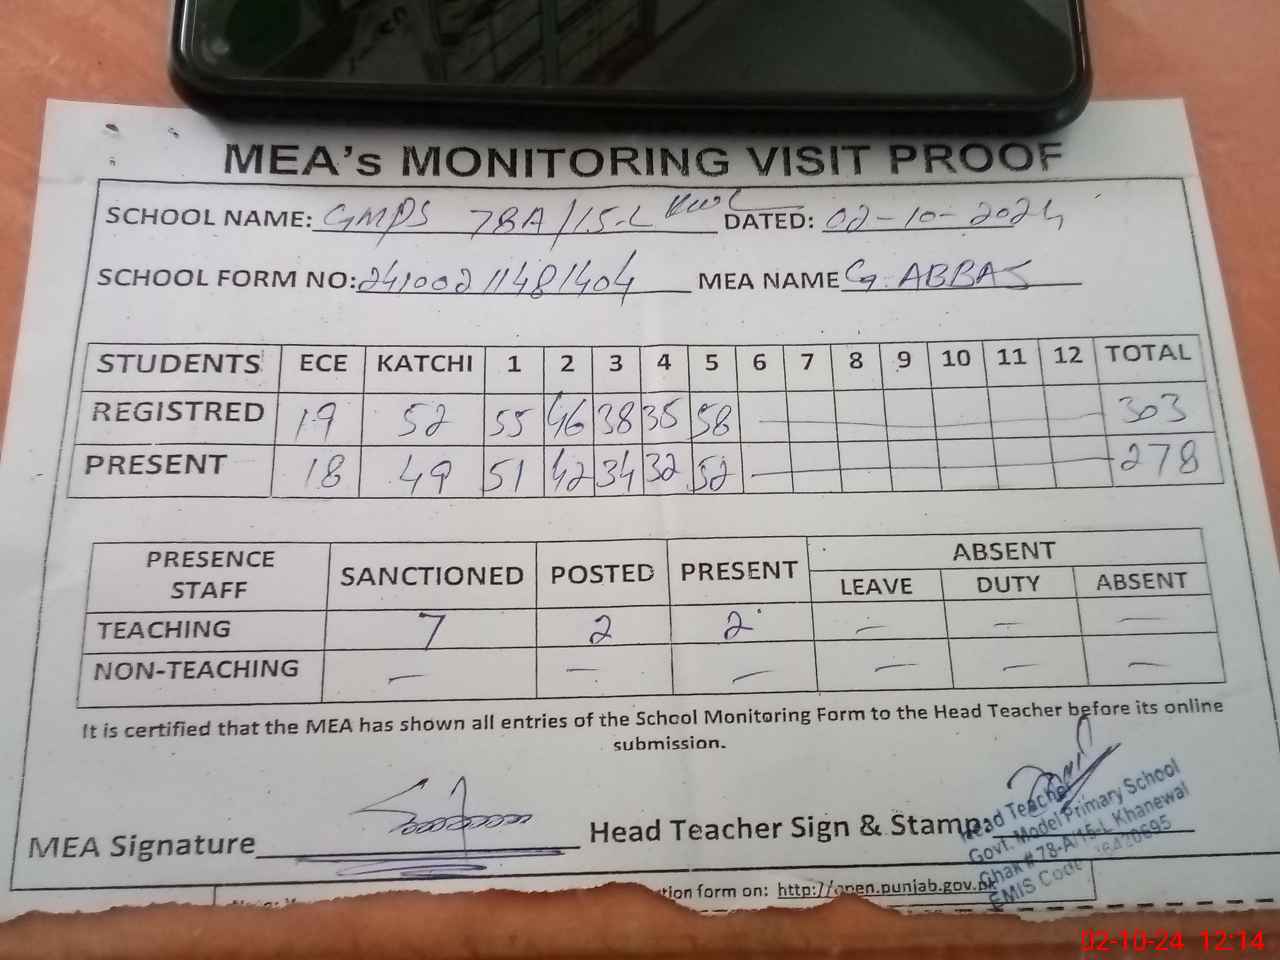 MEA's MONITORING VISIT PROOF
SCHOOL NAME: GMPS 78A/15-L KWL DATED: 02-10-2024
SCHOOL FORM NO: 24100211481404 MEA NAME G. ABBAS
STUDENTS ECE KATCHI 1 2 3 4 5 6 7 8 9 10 11 12 TOTAL
REGISTRED 19 52 55 46 38 35 58 303
PRESENT 18 49 51 42 34 32 52 278
PRESENCE STAFF SANCTIONED POSTED PRESENT ABSENT
LEAVE DUTY ABSENT
TEACHING 7 2 2 — — —
NON-TEACHING — — — — — —
It is certified that the MEA has shown all entries of the School Monitoring Form to the Head Teacher before its online
submission.
MEA Signature
Head Teacher Sign & Stamp
Head Teacher
Govt. Model Primary School
Chak # 78-A/15-L Khanewal
EMIS Code
tion form on: http://open.punjab.gov.pk
02-10-24 12:14